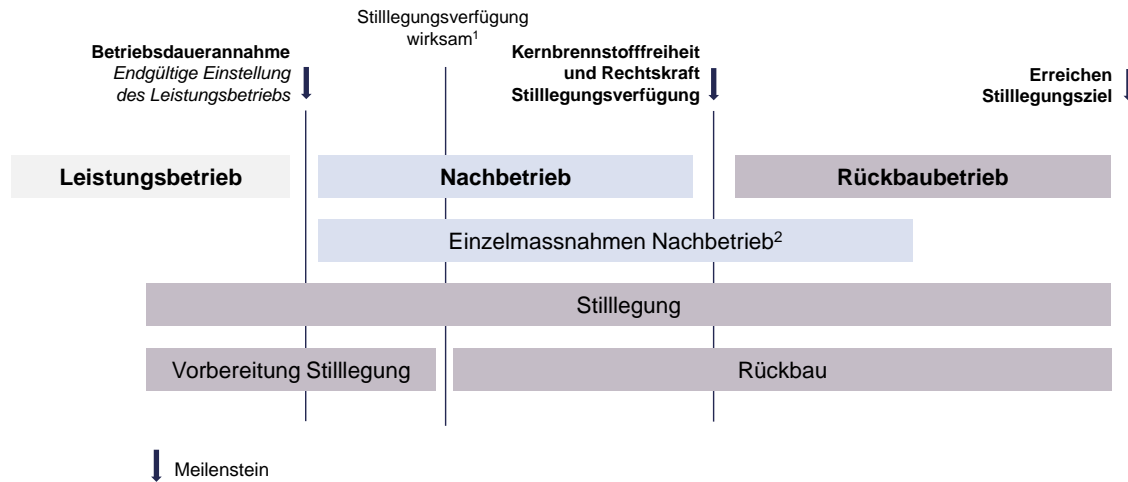 Stilllegungsverfügung
wirksam¹
Betriebsdauerannahme
Endgültige Einstellung
des Leistungsbetriebs
Kernbrennstofffreiheit
und Rechtskraft
Stilllegungsverfügung
Erreichen
Stilllegungsziel
Leistungsbetrieb
Nachbetrieb
Rückbaubetrieb
Einzelmassnahmen Nachbetrieb²
Stilllegung
Vorbereitung Stilllegung
Rückbau
Meilenstein